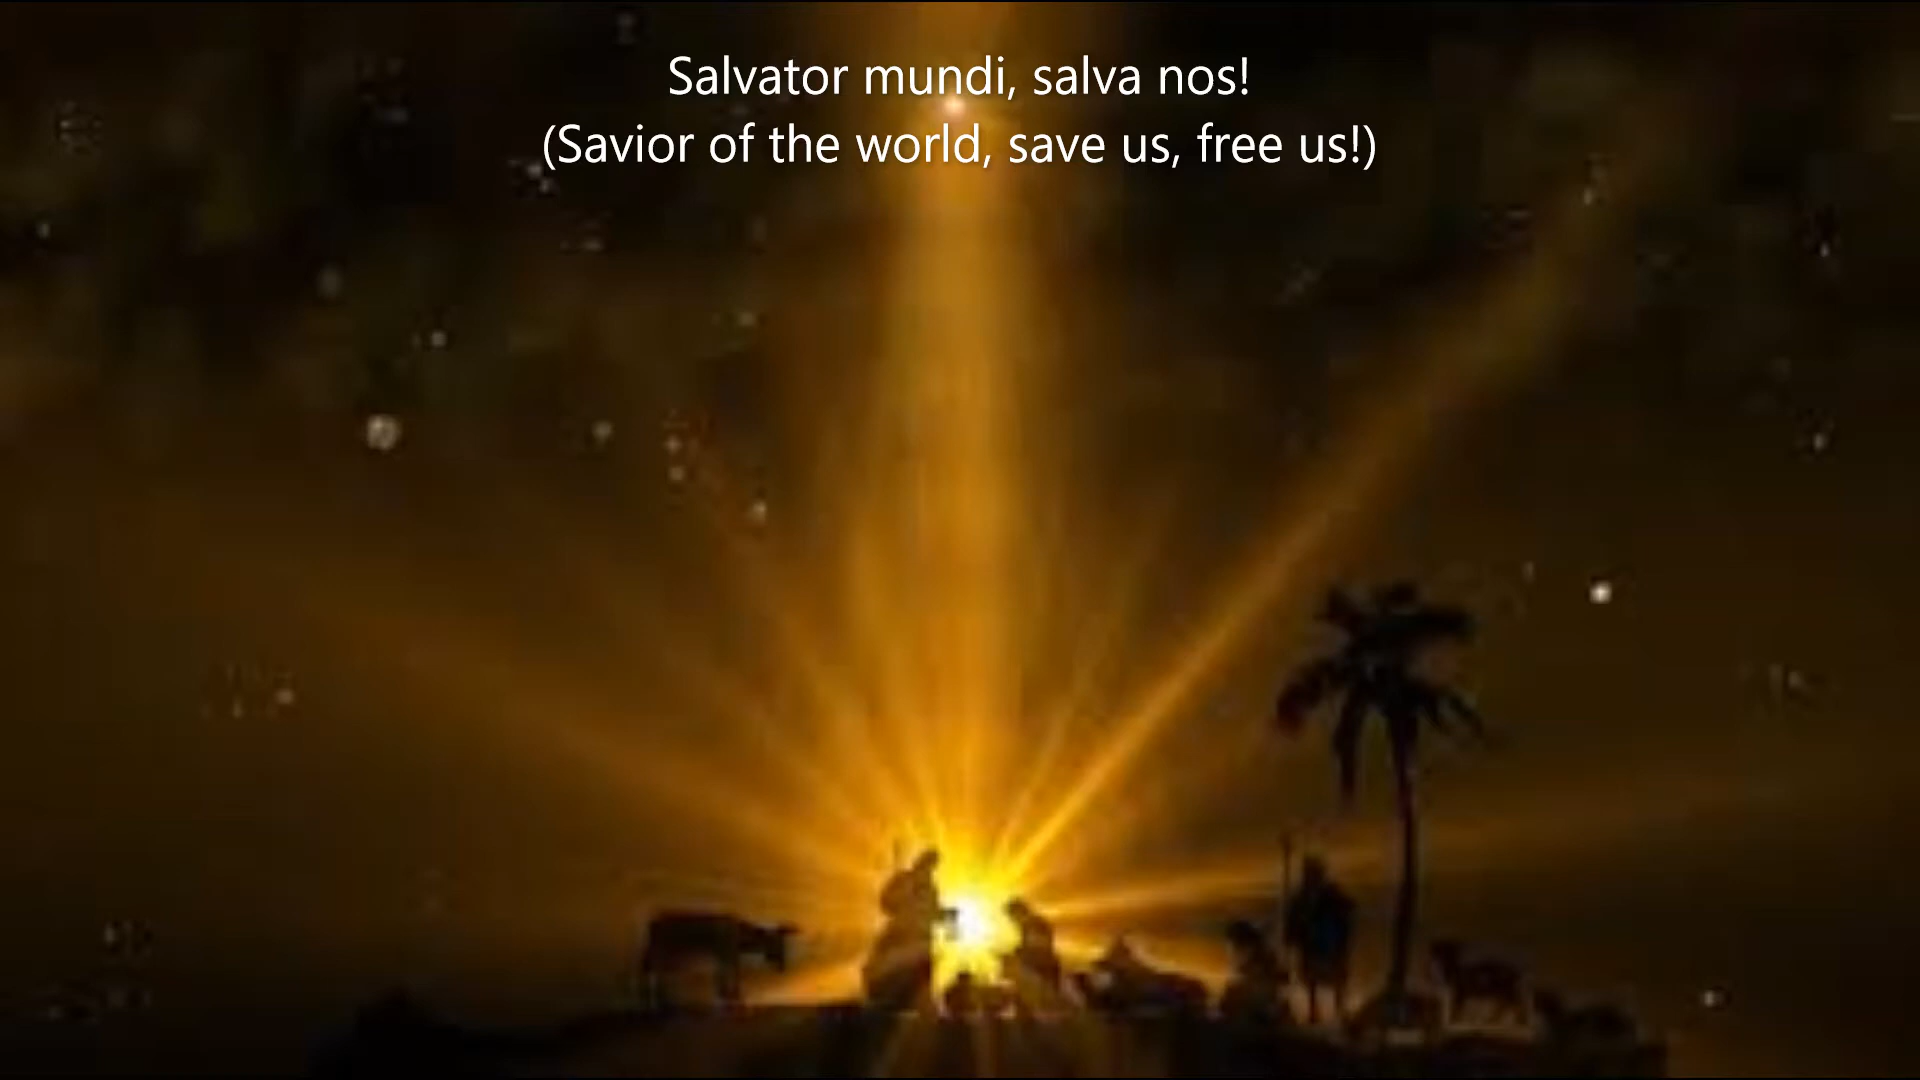 Salvator mundi, salva nos!
(Savior of the world, save us, free us!)